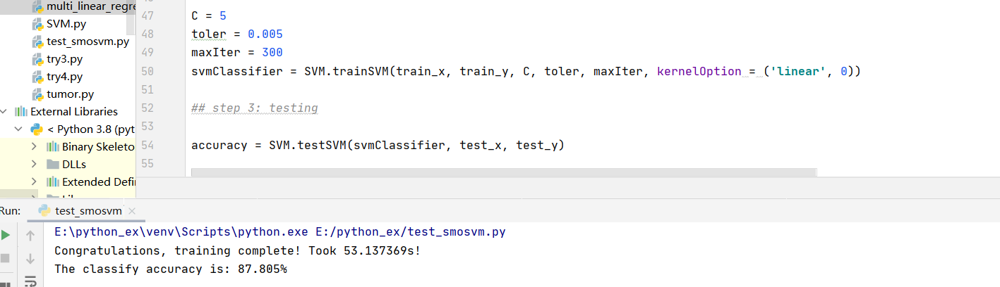 multi_linear_regre
SVM.py
test_smosvm.py
try3.py
try4.py
tumor.py
External Libraries
< Python 3.8 (pyt
Binary Skeleto
DLLs
Extended Defi
47 C = 5
48 toler = 0.005
49 maxIter = 300
50 svmClassifier = SVM.trainSVM(train_x, train_y, C, toler, maxIter, kernelOption = ('linear', 0))
51
52 ## step 3: testing
53
54 accuracy = SVM.testSVM(svmClassifier, test_x, test_y)
55
Run: test_smosvm
E:\python_ex\venv\Scripts\python.exe E:/python_ex/test_smosvm.py
Congratulations, training complete! Took 53.137369s!
The classify accuracy is: 87.805%